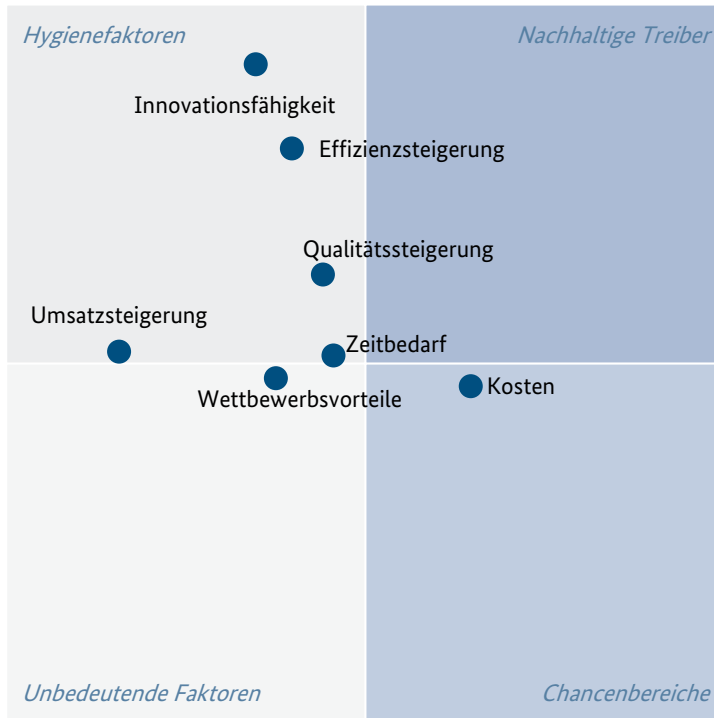 Hygienefaktoren
Nachhaltige Treiber
Innovationsfähigkeit
Effizienzsteigerung
Qualitätssteigerung
Umsatzsteigerung
Zeitbedarf
Wettbewerbsvorteile
Kosten
Unbedeutende Faktoren
Chancenbereiche